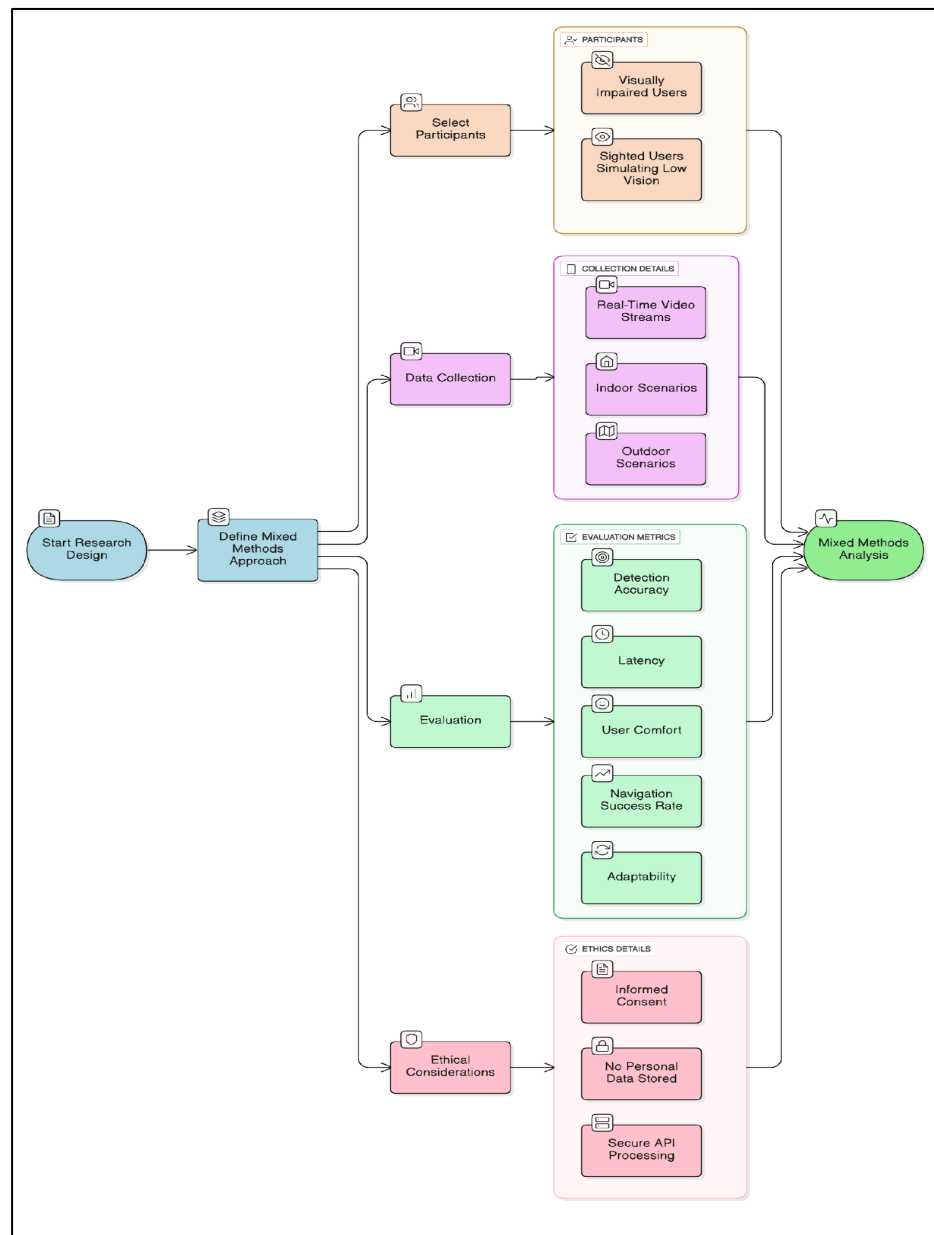 PARTICIPANTS
Visually
Impaired Users
Select
Participants
Sighted Users
Simulating Low
Vision
COLLECTION DETAILS
Real-Time Video
Streams
Data Collection
Indoor Scenarios
Outdoor
Scenarios
Start Research
Design
Define Mixed
Methods
Approach
EVALUATION METRICS
Mixed Methods
Analysis
Detection
Accuracy
Latency
Evaluation
User Comfort
Navigation
Success Rate
Adaptability
ETHICS DETAILS
Informed
Consent
Ethical
Considerations
No Personal
Data Stored
Secure API
Processing